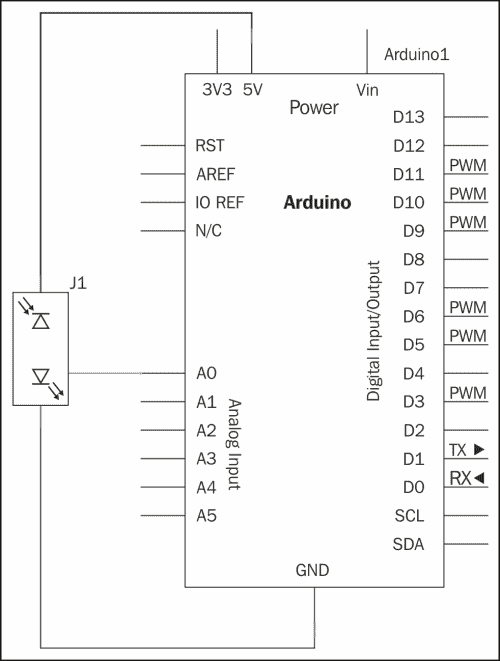 Arduino1
3V3 5V Vin
Power
D13
RST D12
AREF D11 PWM
IO REF Arduino D10 PWM
N/C D9 PWM
D8
J1 D7
Digital Input/Output
D6 PWM
D5 PWM
A0 D4
A1 D3 PWM
Analog Input
A2 D2
A3 D1 TX
A4 D0 RX
A5 SCL
SDA
GND